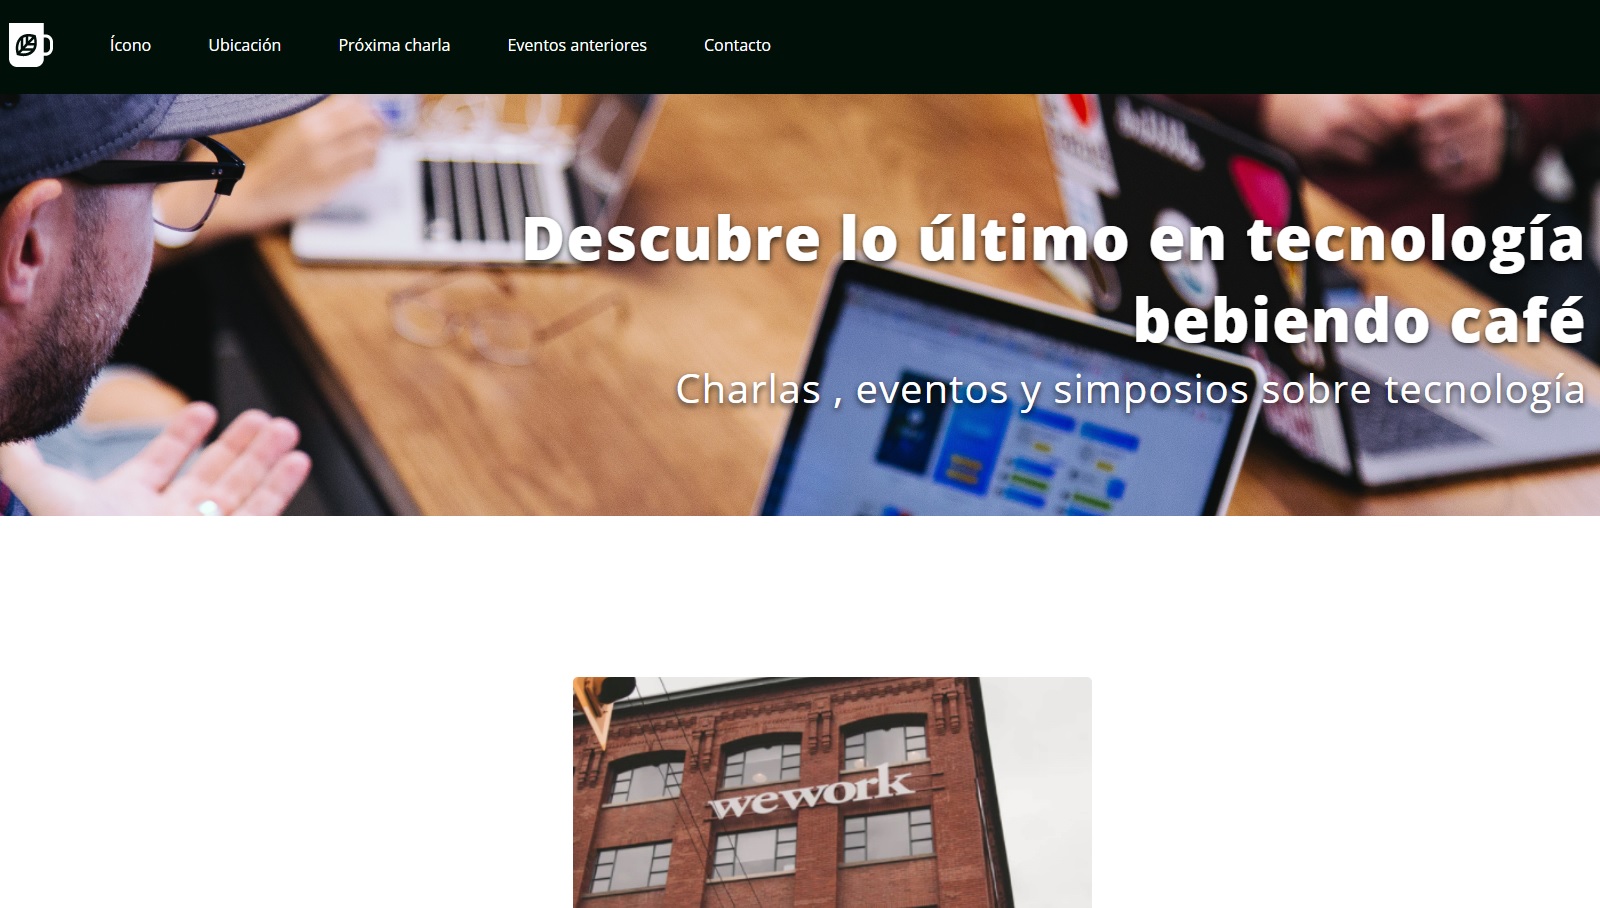 Ícono
Ubicación
Próxima charla
Eventos anteriores
Contacto
Descubre lo último en tecnología
bebiendo café
Charlas , eventos y simposios sobre tecnología
wework